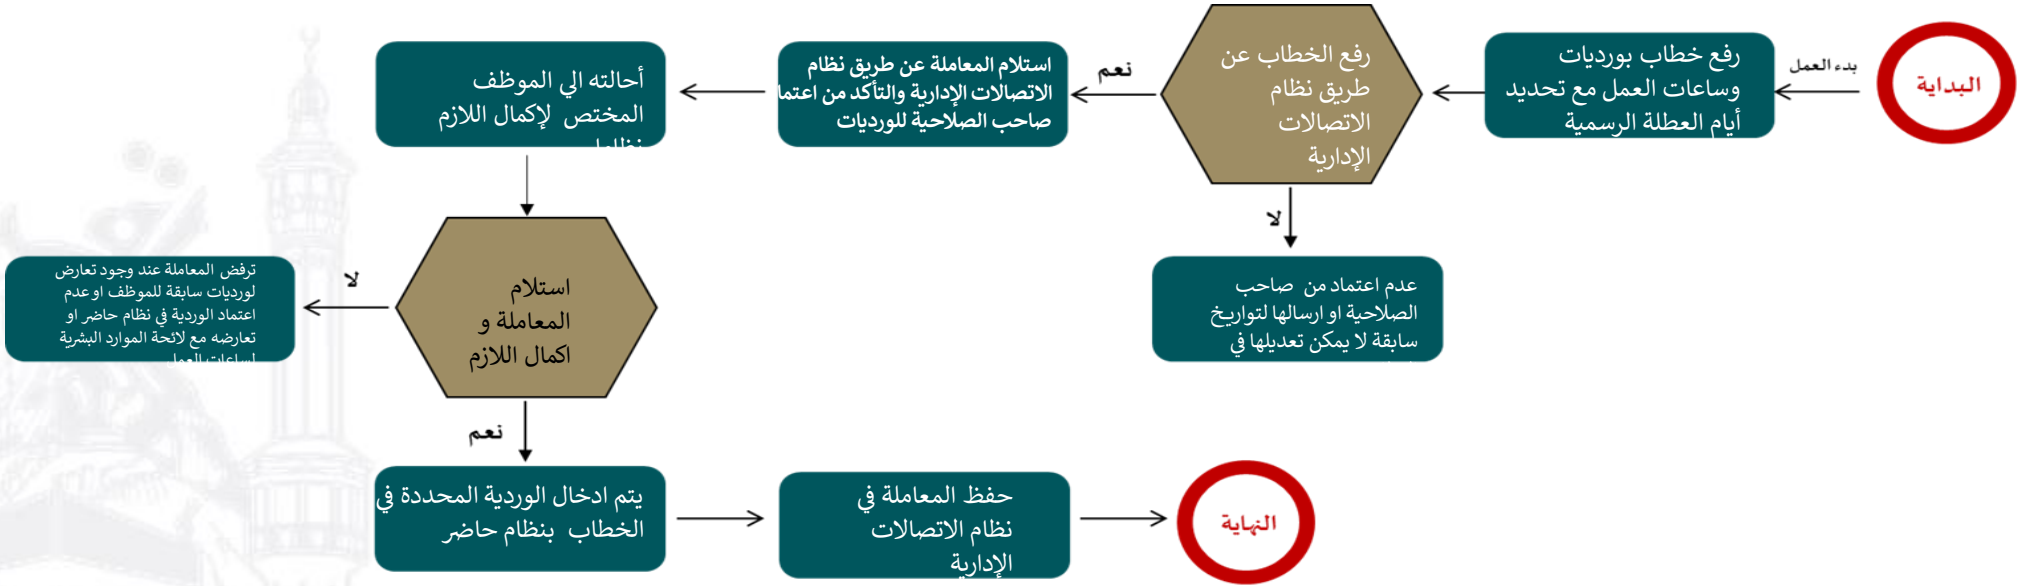 البداية
بدء العمل
رفع خطاب بورديات
وساعات العمل مع تحديد
أيام العطلة الرسمية
رفع الخطاب عن
طريق نظام
الاتصالات
الإدارية
نعم
لا
عدم اعتماد من صاحب
الصلاحية او ارسالها لتواريخ
سابقة لا يمكن تعديلها في
استلام المعاملة عن طريق نظام
الاتصالات الإدارية والتأكد من اعتما
صاحب الصلاحية للورديات
أحالته الي الموظف
المختص لإكمال اللازم
استلام
المعاملة و
اكمال اللازم
لا
ترفض المعاملة عند وجود تعارض
لورديات سابقة للموظف او عدم
اعتماد الوردية في نظام حاضر او
تعارضه مع لائحة الموارد البشرية
لساعات العمل
نعم
يتم ادخال الوردية المحددة في
الخطاب بنظام حاضر
حفظ المعاملة في
نظام الاتصالات
الإدارية
النهاية